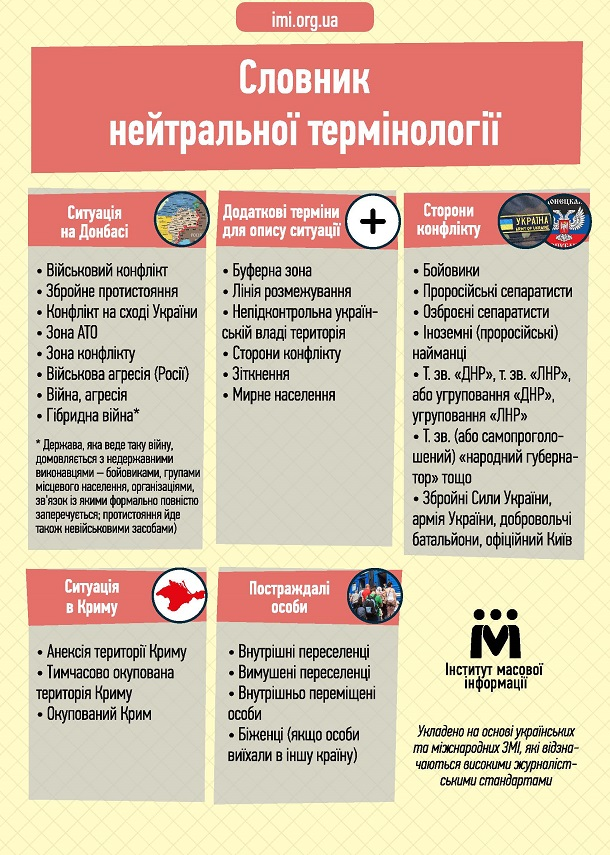 imi.org.ua
Словник
нейтральної термінології
Ситуація
на Донбасі
• Військовий конфлікт
• Збройне протистояння
• Конфлікт на сході України
• Зона АТО
• Зона конфлікту
• Військова агресія (Росії)
• Війна, агресія
• Гібридна війна*
* Держава, яка веде таку війну,
домовляється з недержавними
виконавцями – бойовиками, групами
місцевого населення, організаціями,
зв'язок із якими формально повністю
заперечується; протистояння йде
також невійськовими засобами)
Додаткові терміни
для опису ситуації
• Буферна зона
• Лінія розмежування
• Непідконтрольна україн-
ській владі територія
• Сторони конфлікту
• Зіткнення
• Мирне населення
Сторони
конфлікту
УКРАЇНА
• Бойовики
• Проросійські сепаратисти
• Озброєні сепаратисти
• Іноземні (проросійські)
найманці
• Т. зв. «ДНР», т. зв. «ЛНР»,
або угруповання «ДНР»,
угруповання «ЛНР»
• Т. зв. (або самопроголо-
шений) «народний губерна-
тор» тощо
• Збройні Сили України,
армія України, добровольчі
батальйони, офіційний Київ
Ситуація
в Криму
• Анексія території Криму
• Тимчасово окупована
територія Криму
• Окупований Крим
Постраждалі
особи
• Внутрішні переселенці
• Вимушені переселенці
• Внутрішньо переміщені
особи
• Біженці (якщо особи
виїхали в іншу країну)
Інститут масової
інформації
Укладено на основі українських
та міжнародних ЗМІ, які відзна-
чаються високими журналіст-
ськими стандартами